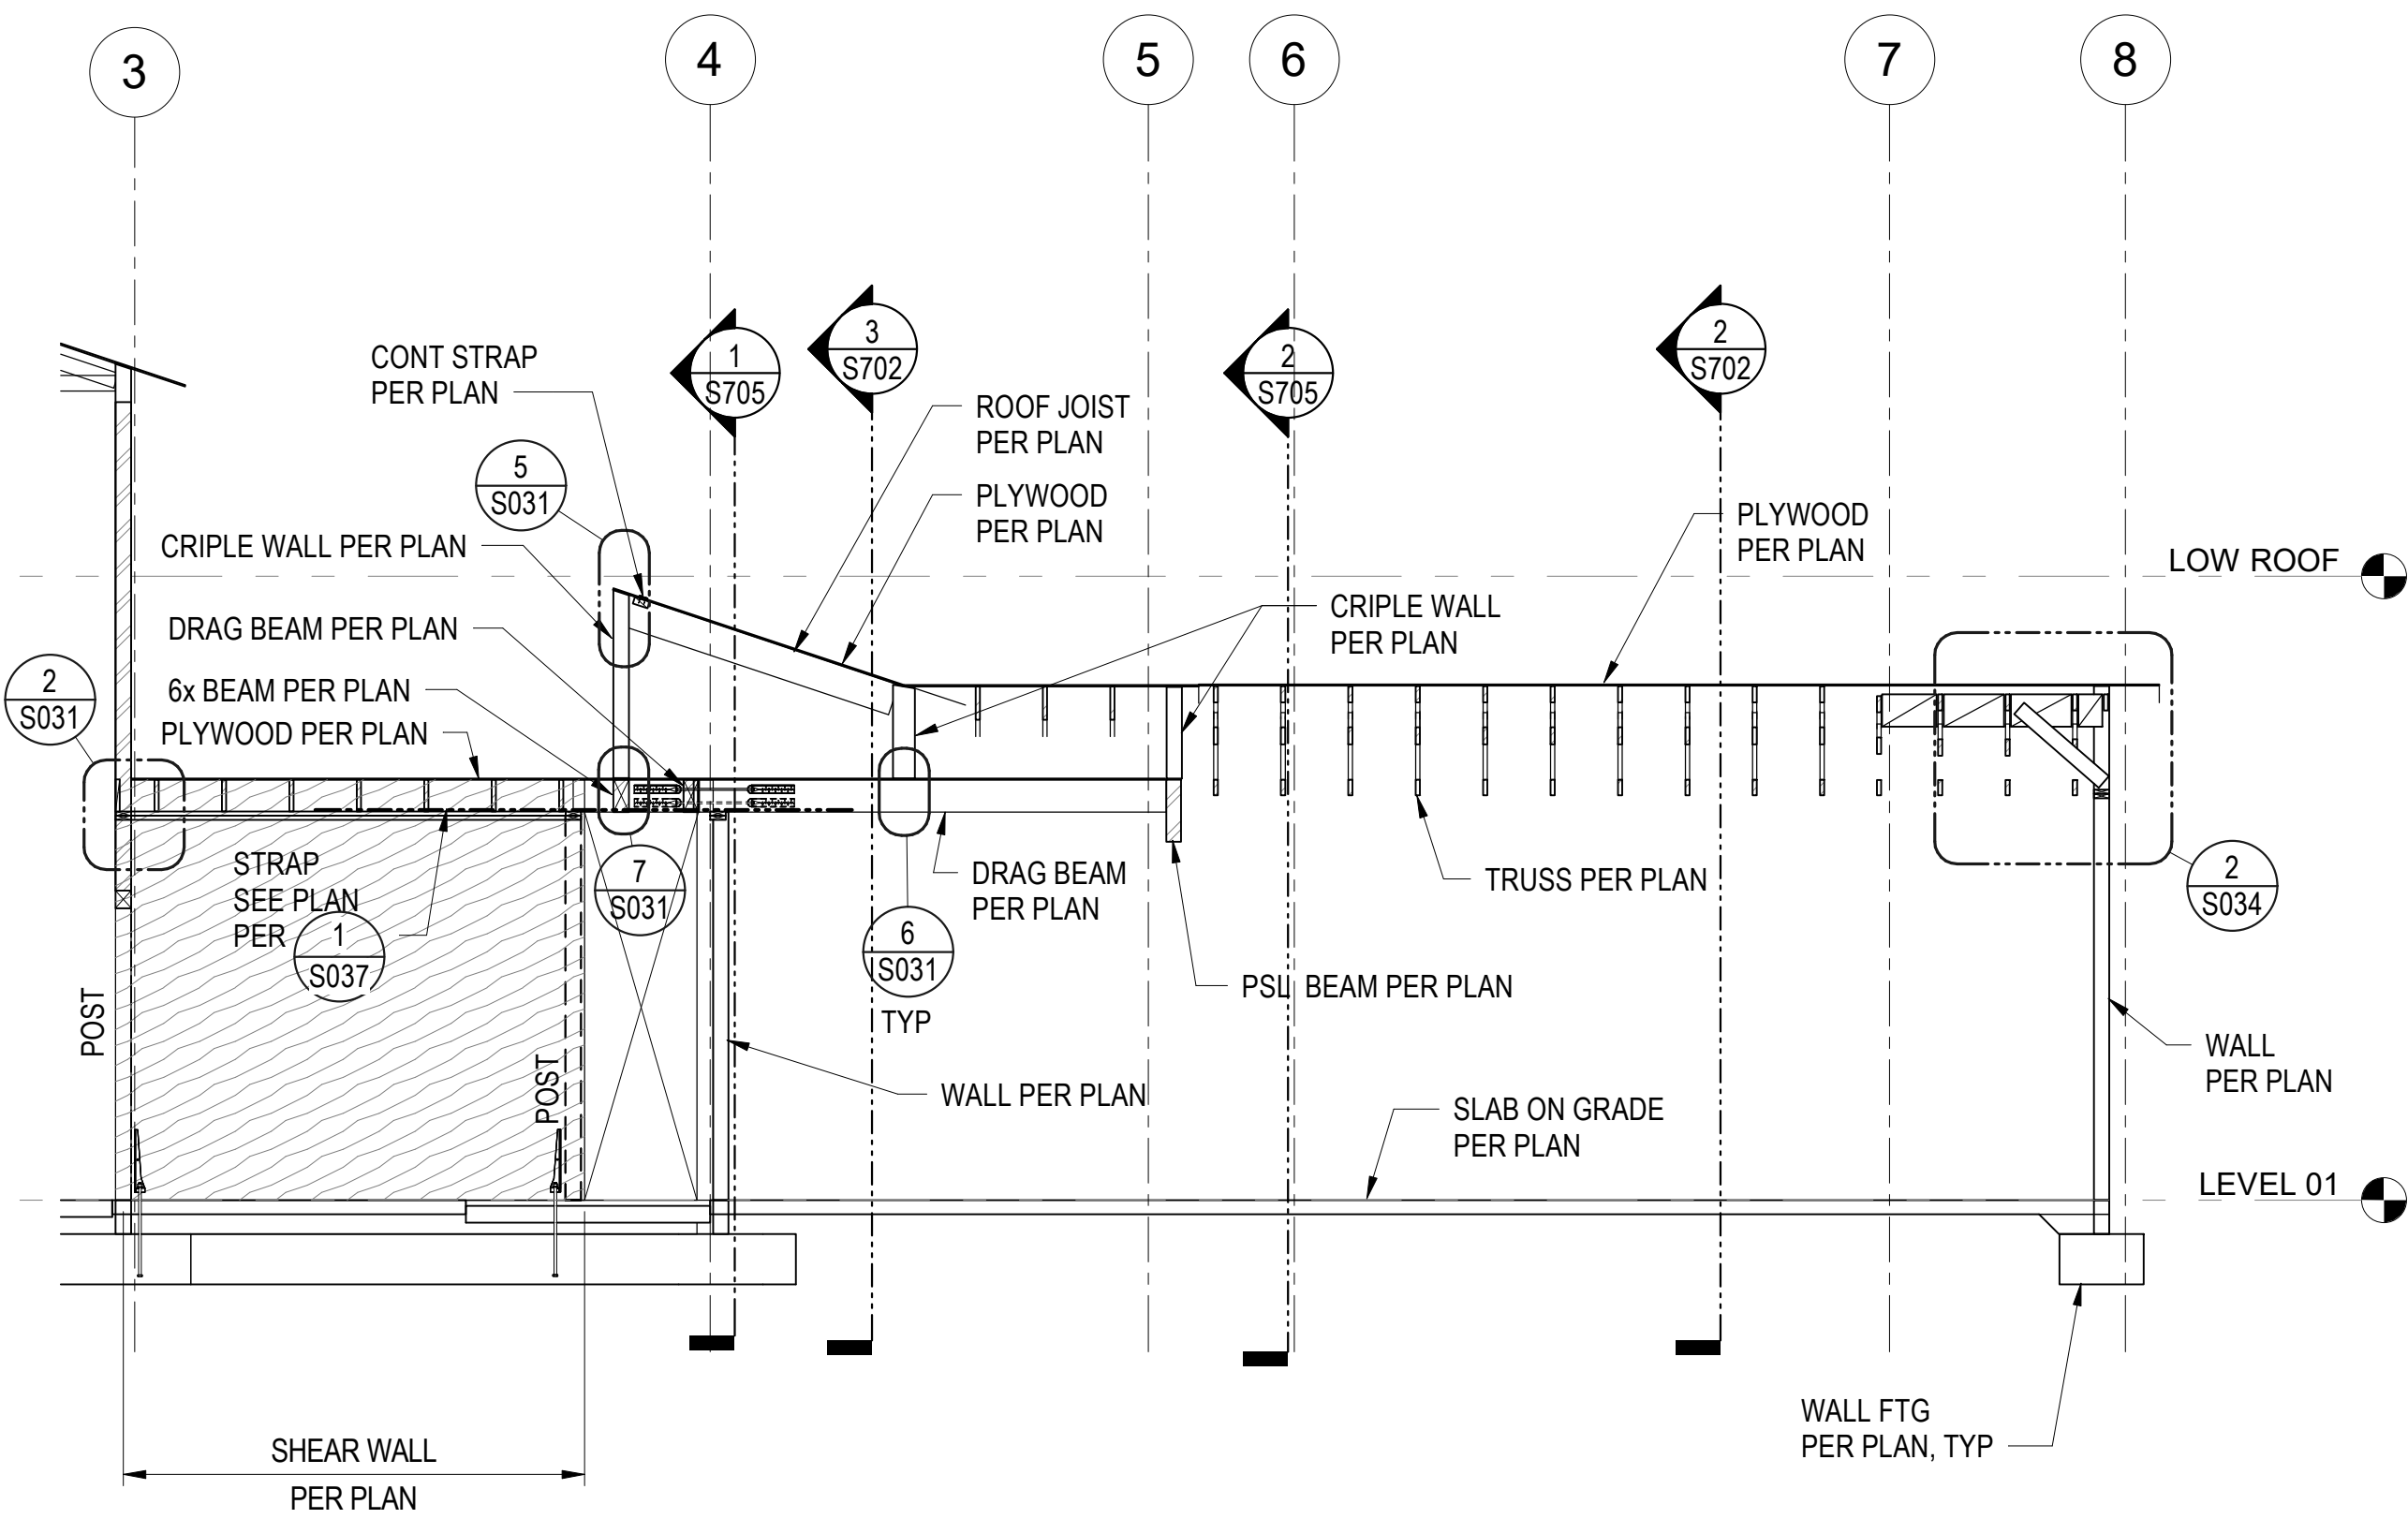 3
4
5
6
7
8
1
S705
3
S702
2
S705
2
S702
CONT STRAP
PER PLAN
ROOF JOIST
PER PLAN
5
S031
PLYWOOD
PER PLAN
PLYWOOD
PER PLAN
CRIPLE WALL PER PLAN
LOW ROOF
CRIPLE WALL
PER PLAN
DRAG BEAM PER PLAN
2
S031
6x BEAM PER PLAN
PLYWOOD PER PLAN
STRAP
SEE PLAN
PER
1
S037
7
S031
DRAG BEAM
PER PLAN
TRUSS PER PLAN
2
S034
6
S031
TYP
PSL BEAM PER PLAN
POST
POST
WALL PER PLAN
WALL
PER PLAN
SLAB ON GRADE
PER PLAN
LEVEL 01
WALL FTG
PER PLAN, TYP
SHEAR WALL
PER PLAN